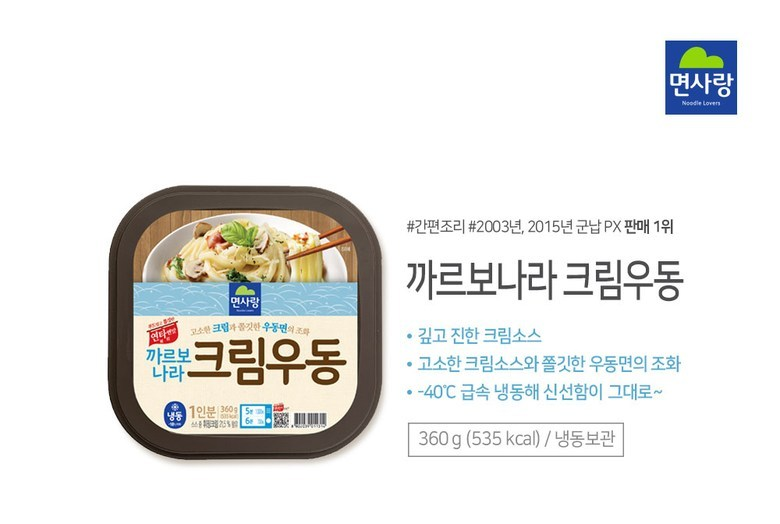 면사랑
Noodle Lovers
#간편조리 #2003년, 2015년 군납 PX 판매 1위
까르보나라 크림우동
• 깊고 진한 크림소스
• 고소한 크림소스와 쫄깃한 우동면의 조화
• -40℃ 급속 냉동해 신선함이 그대로~
360 g (535 kcal) / 냉동보관
면사랑
고소한 크림과 쫄깃한 우동면의 조화
까르보
나라
크림우동
냉동
1인분
360 g
5분
6분